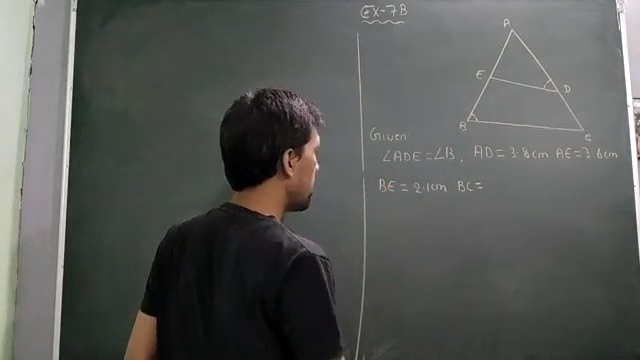 EX-7B
A
E
D
B
C
Given
∠ADE=∠B, AD=3.8cm AE=3.6cm
BE=2.1cm BC=